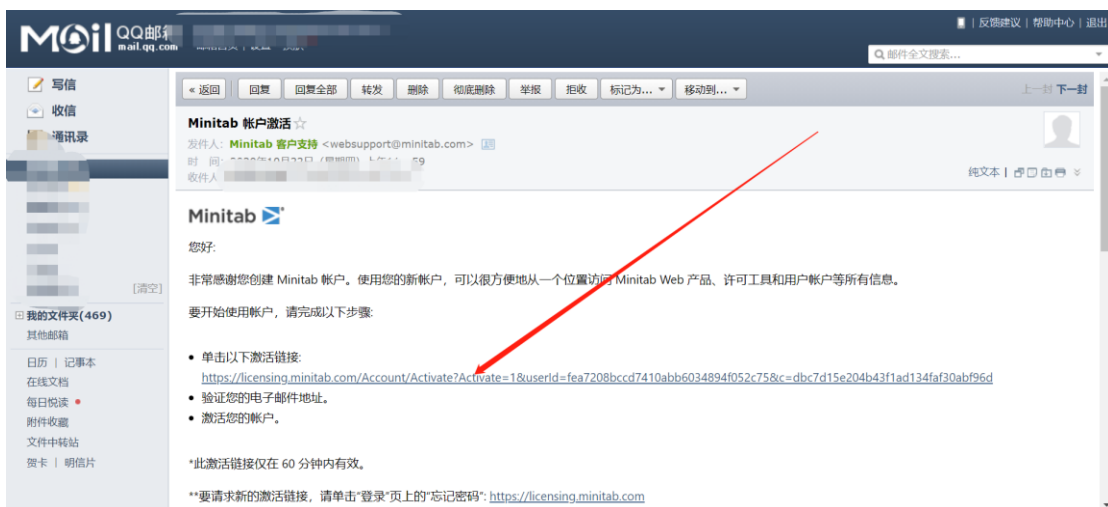 MOil QQ邮箱
mail.qq.com
| 反馈建议 | 帮助中心 | 退出
邮件全文搜索...
写信
收信
通讯录
[清空]
我的文件夹(469)
其他邮箱
日历 | 记事本
在线文档
每日悦读
附件收藏
文件中转站
贺卡 | 明信片
« 返回 回复 回复全部 转发 删除 彻底删除 举报 拒收 标记为... 移动到... 上一封 下一封
Minitab 帐户激活☆
发件人: Minitab 客户支持 <websupport@minitab.com>
时 间:
收件人
纯文本 |
Minitab
您好:
非常感谢您创建 Minitab 帐户。使用您的新帐户，可以很方便地从一个位置访问 Minitab Web 产品、许可工具和用户帐户等所有信息。
要开始使用帐户，请完成以下步骤:
• 单击以下激活链接:
https://licensing.minitab.com/Account/Activate?Activate=1&userId=fea7208bccd7410abb6034894f052c75&c=dbc7d15e204b43f1ad134faf30abf96d
• 验证您的电子邮件地址。
• 激活您的帐户。
*此激活链接仅在 60 分钟内有效。
**要请求新的激活链接，请单击“登录”页上的“忘记密码”: https://licensing.minitab.com